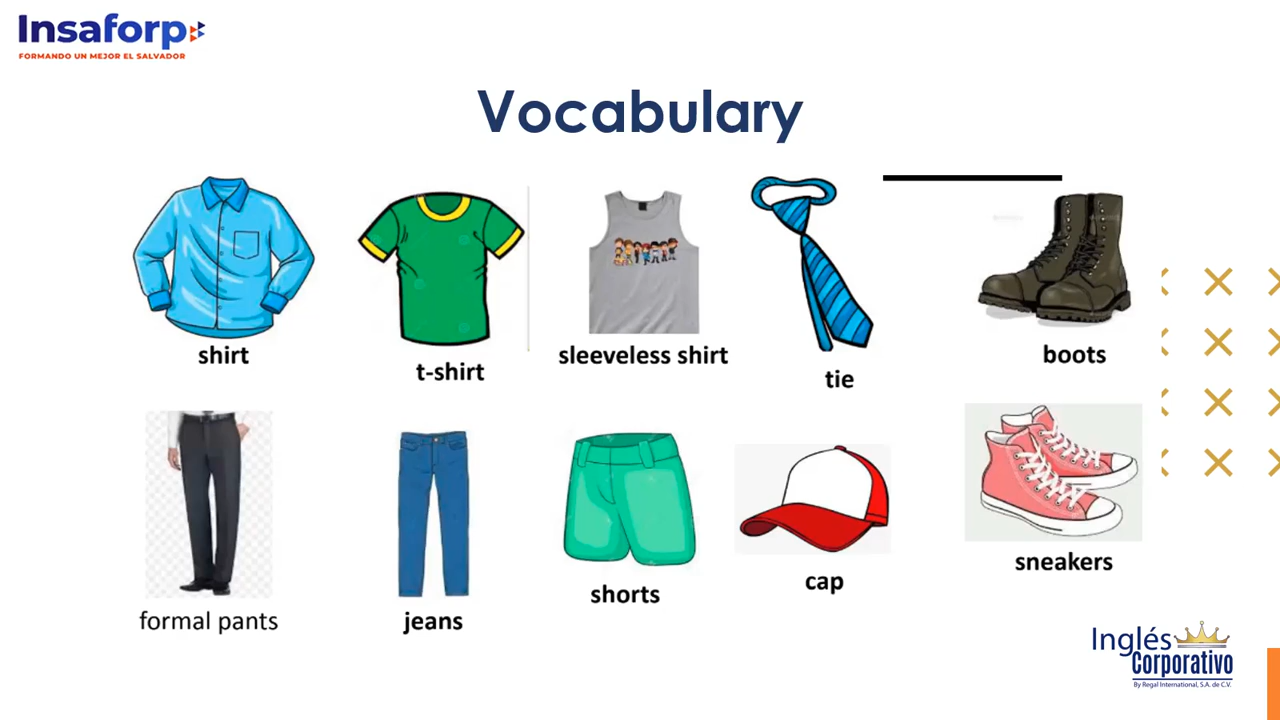 Insaforp
FORMANDO UN MEJOR EL SALVADOR
Vocabulary
shirt
t-shirt
sleeveless shirt
tie
boots
formal pants
jeans
shorts
cap
sneakers
Inglés
Corporativo
By Regal International, S.A. de C.V.